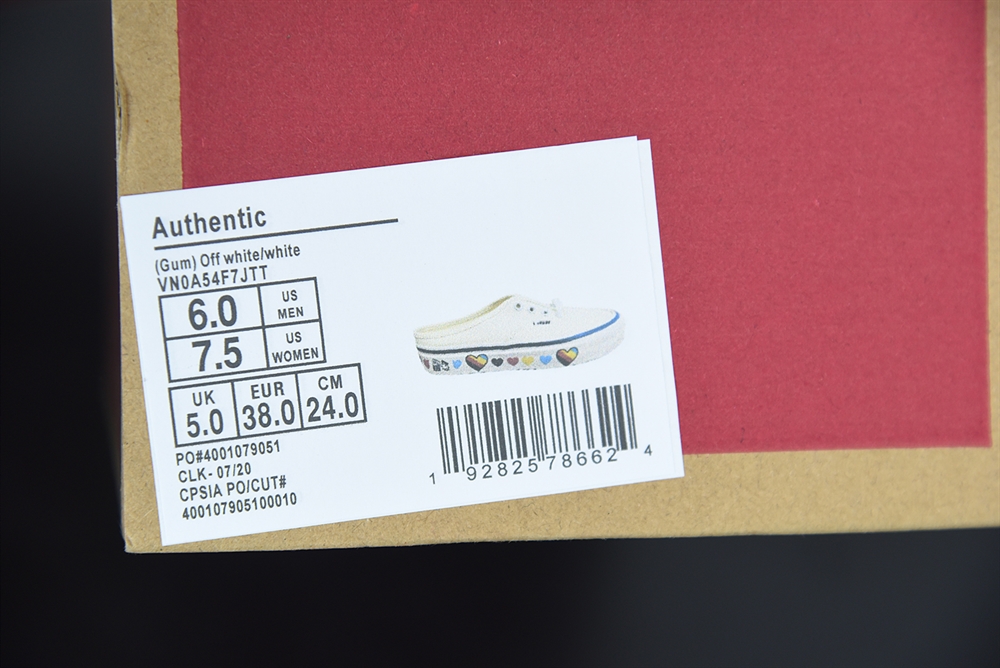 Authentic
(Gum) Off white/white
VN0A54F7JTT
6.0 US MEN
7.5 US WOMEN
UK 5.0 EUR 38.0 CM 24.0
PO#4001079051
CLK- 07/20
CPSIA PO/CUT#
400107905100010
1 92825 78662 4